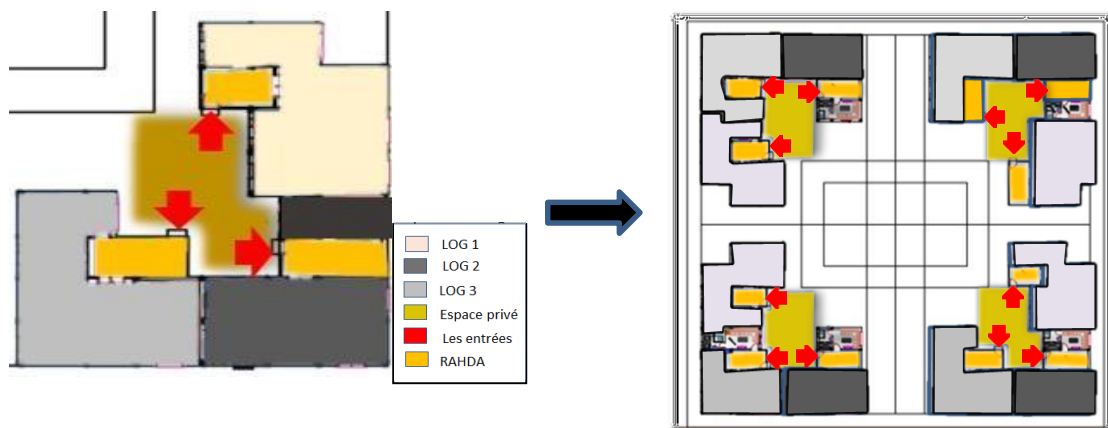 LOG 1
LOG 2
LOG 3
Espace privé
Les entrées
RAHDA